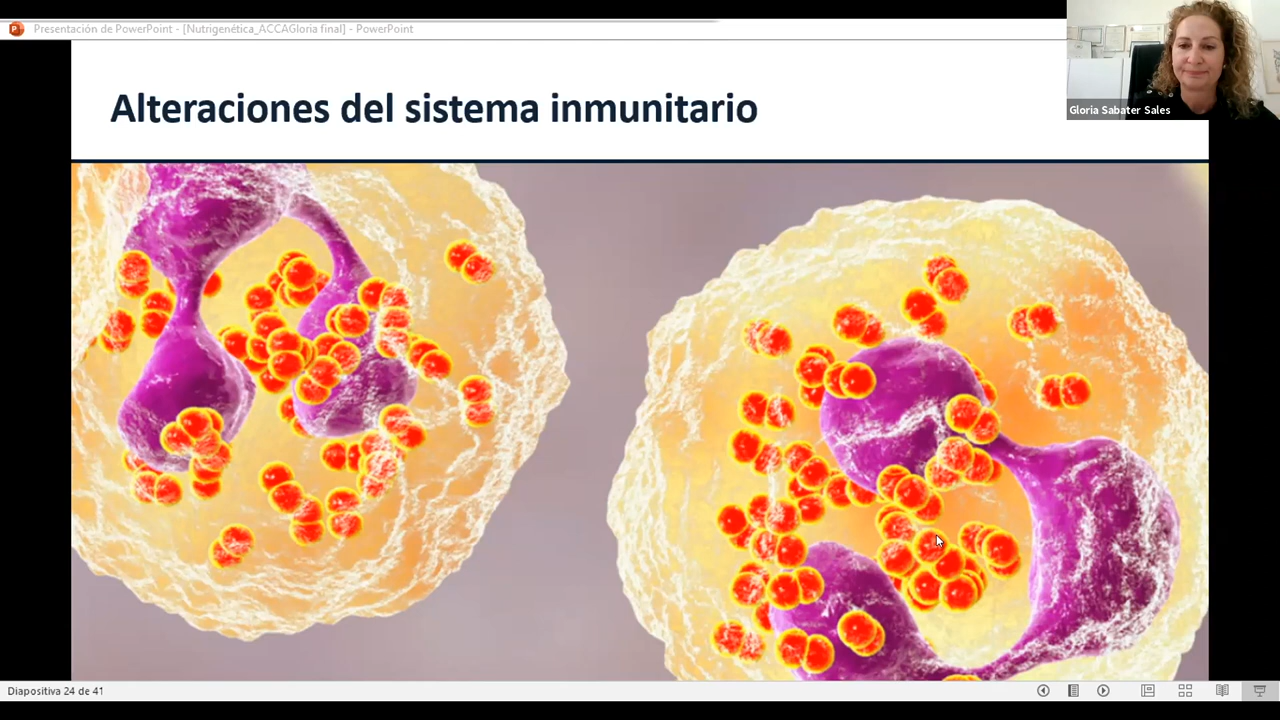 Presentación de PowerPoint - [Nutrigenética_ACCAGloria final] - PowerPoint
Gloria Sabater Sales
Alteraciones del sistema inmunitario
Diapositiva 24 de 41